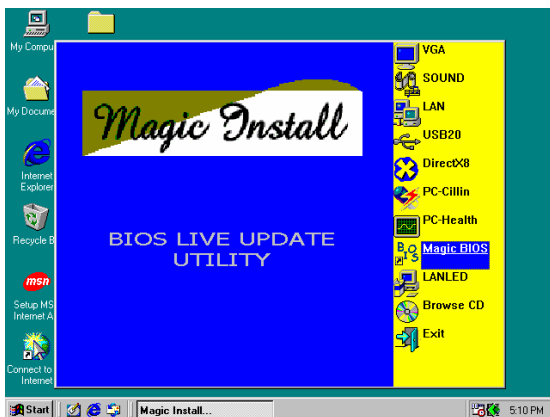 My Compu
My Docume
Internet
Explorer
Recycle B
msn
Setup MS
Internet A
Connect to
Internet
Magic Install
BIOS LIVE UPDATE
UTILITY
VGA
SOUND
LAN
USB20
DirectX8
PC-Cillin
PC-Health
BIOS
Magic BIOS
LANLED
Browse CD
Exit
Start
Magic Install...
5:10 PM